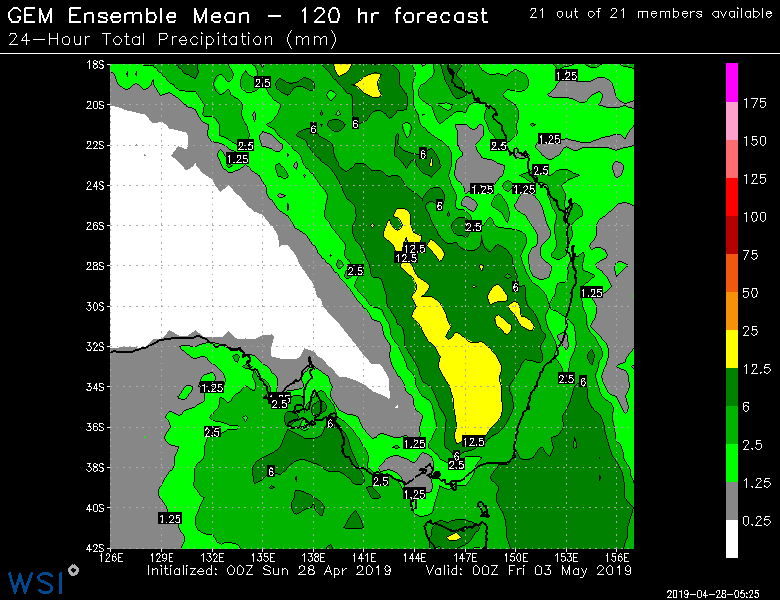 GEM Ensemble Mean – 120 hr forecast
21 out of 21 members available
24–Hour Total Precipitation (mm)
18S
20S
22S
24S
26S
28S
30S
32S
34S
36S
38S
40S
42S
126E 129E 132E 135E 138E 141E 144E 147E 150E 153E 156E
2.5
1.25
6
6
2.5
1.25
6
2.5
1.25
2.5
1.25
1.25
6
2.5
12.5
12.5
2.5
6
1.25
2.5
6
1.25
1.25
2.5
6
2.5
1.25
12.5
6
2.5
6
2.5
1.25
1.25
175
150
125
100
75
50
25
12.5
6
2.5
1.25
0.25
Initialized: 00Z Sun 28 Apr 2019
Valid: 00Z Fri 03 May 2019
WSI
2019-04-28-05:25